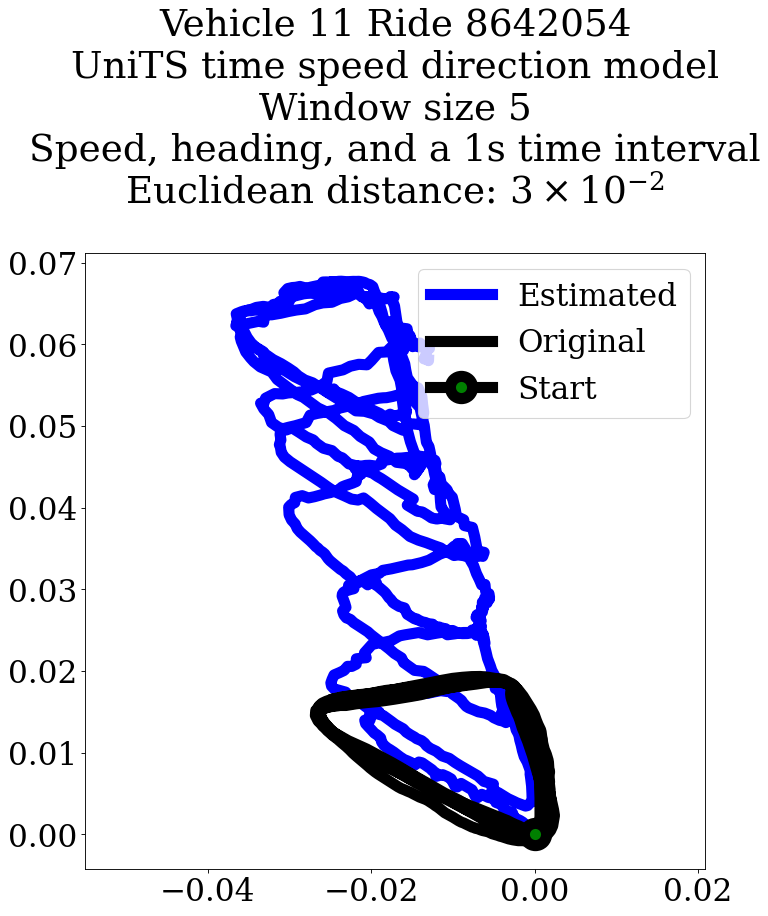 Vehicle 11 Ride 8642054
UniTS time speed direction model
Window size 5
Speed, heading, and a 1s time interval
Euclidean distance: 3 × 10⁻²
0.07
0.06
0.05
0.04
0.03
0.02
0.01
0.00
Estimated
Original
Start
−0.04
−0.02
0.00
0.02